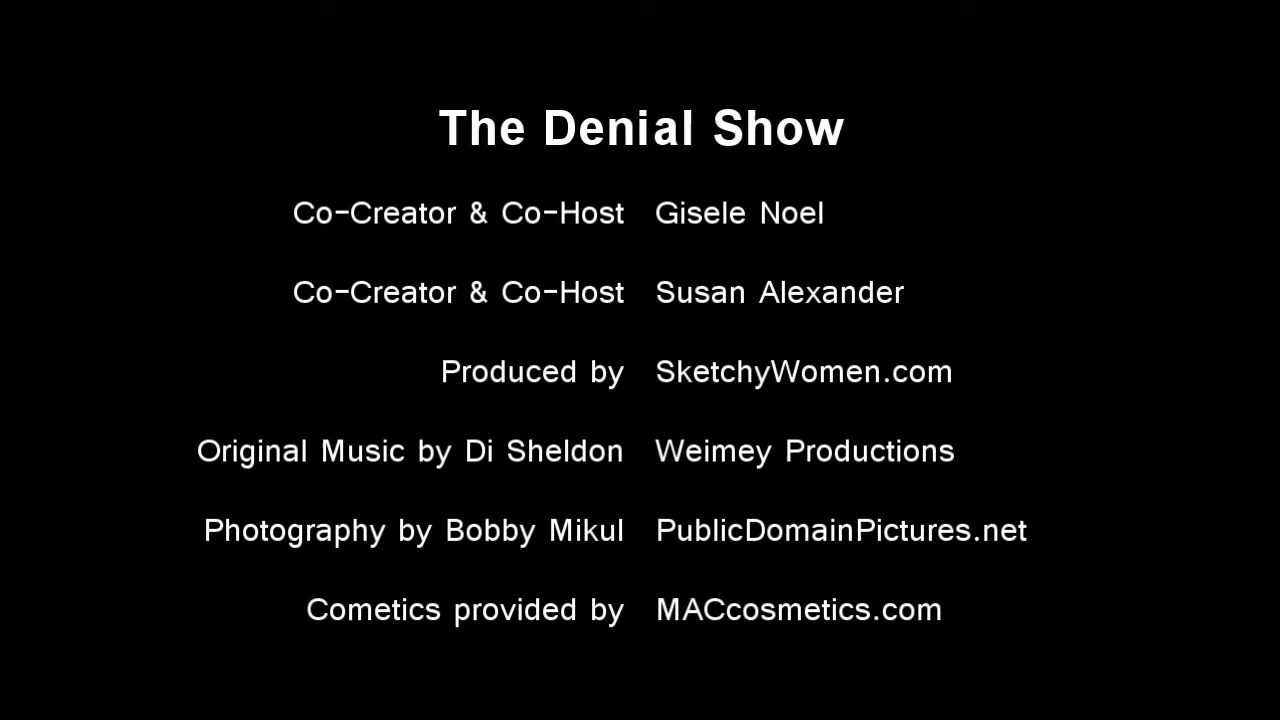 The Denial Show
Co-Creator & Co-Host Gisele Noel
Co-Creator & Co-Host Susan Alexander
Produced by SketchyWomen.com
Original Music by Di Sheldon Weimey Productions
Photography by Bobby Mikul PublicDomainPictures.net
Cometics provided by MACcosmetics.com